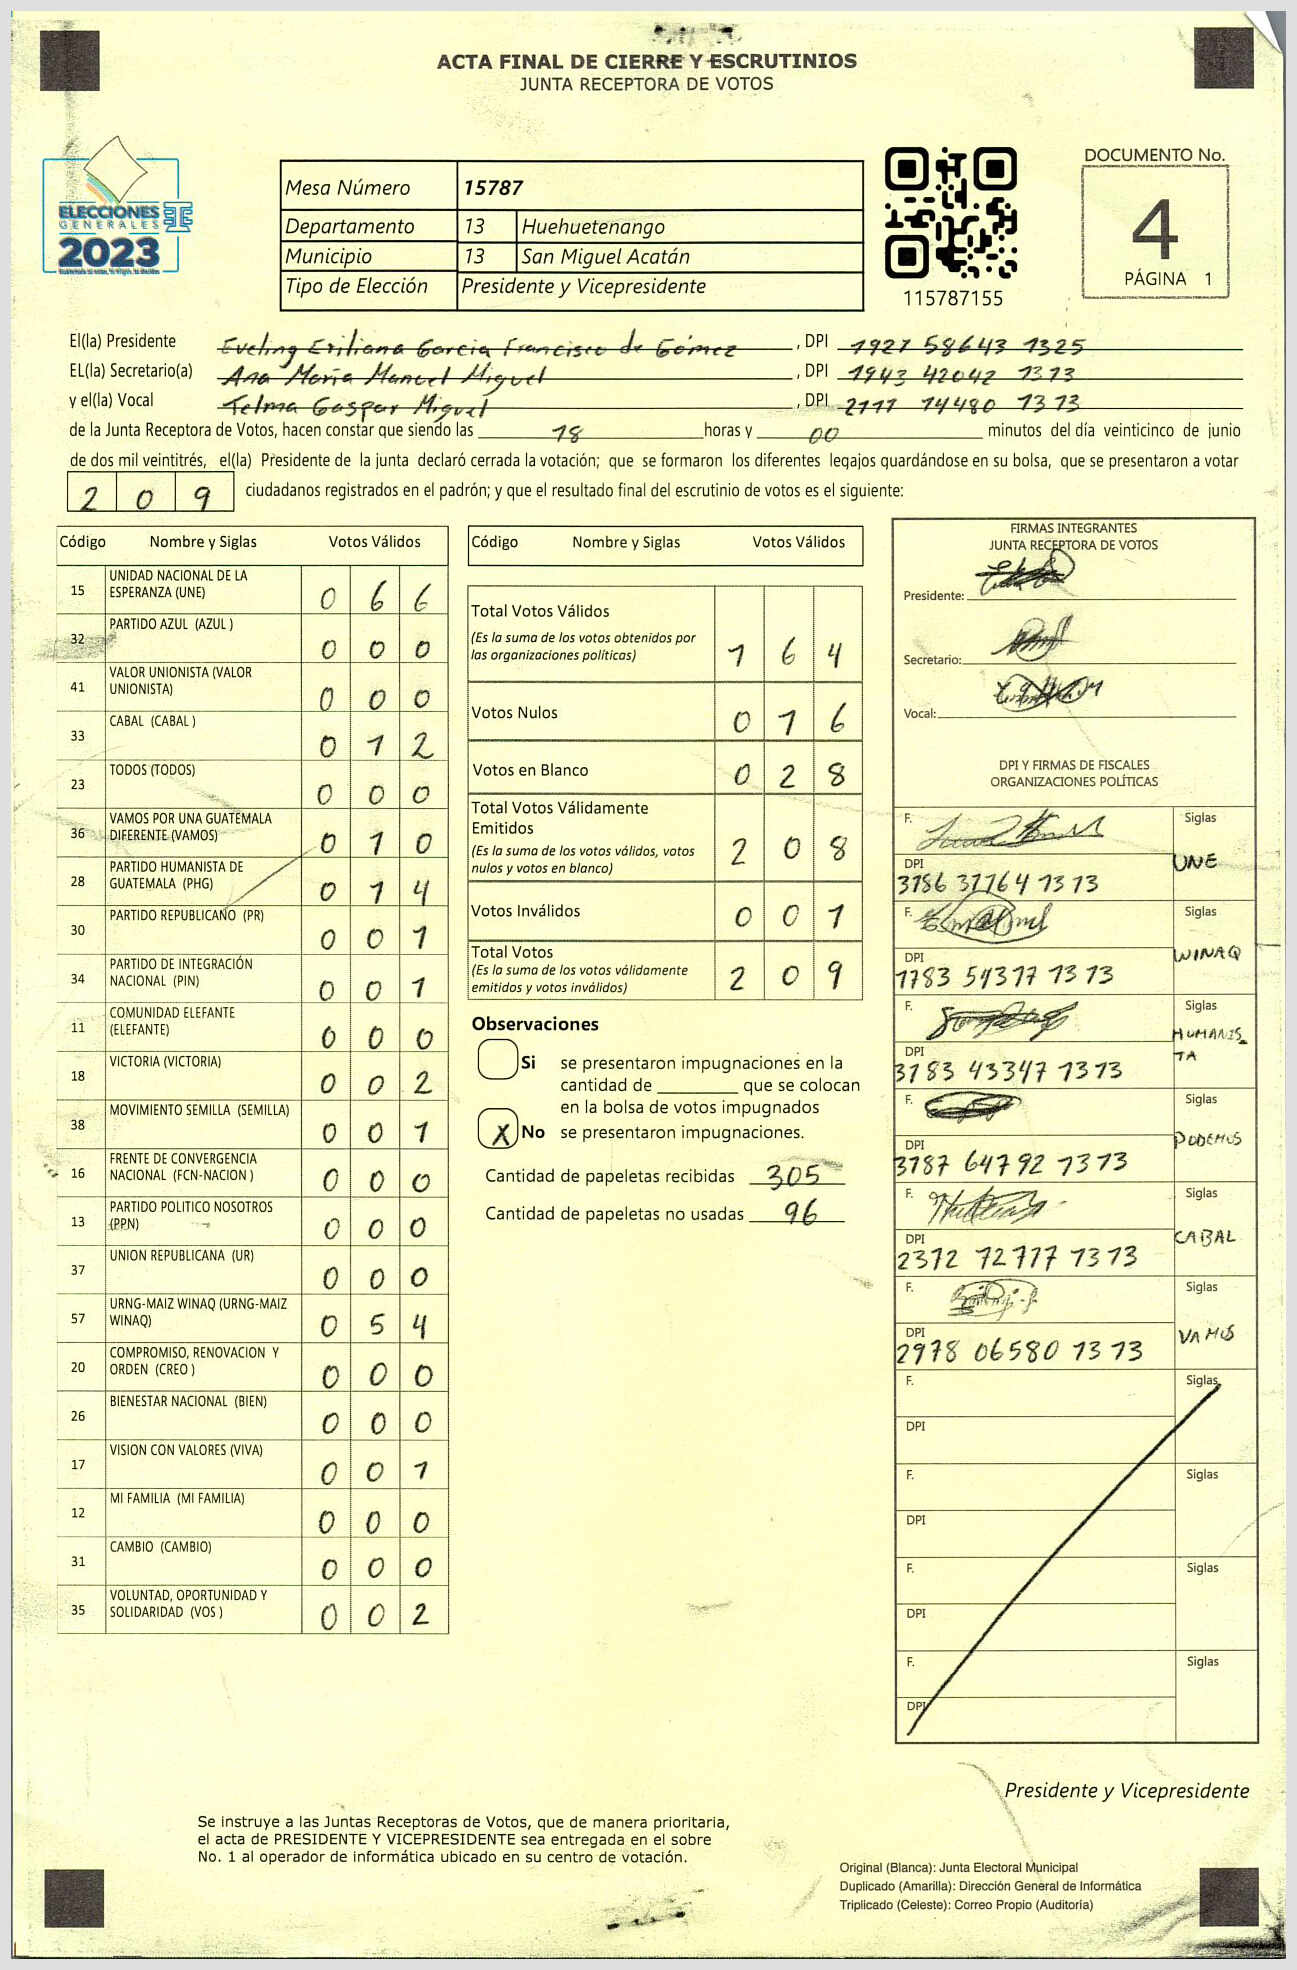 ACTA FINAL DE CIERRE Y ESCRUTINIOS
JUNTA RECEPTORA DE VOTOS
ELECCIONES
GENERALES
2023
Mesa Número 15787
Departamento 13 Huehuetenango
Municipio 13 San Miguel Acatán
Tipo de Elección Presidente y Vicepresidente
115787155
DOCUMENTO No.
4
PÁGINA 1
El(la) Presidente Eveling Eriliana Garcia Francisco de Gómez, DPI 1927 58643 1325
EL(la) Secretario(a) Ana María Manuel Miguel, DPI 1943 42042 1313
y el(la) Vocal Telma Gaspar Miguel, DPI 2111 14480 1313
de la Junta Receptora de Votos, hacen constar que siendo las 18 horas y 00 minutos del día veinticinco de junio
de dos mil veintitrés, el(la) Presidente de la junta declaró cerrada la votación; que se formaron los diferentes legajos guardándose en su bolsa, que se presentaron a votar
209 ciudadanos registrados en el padrón; y que el resultado final del escrutinio de votos es el siguiente:
Código Nombre y Siglas Votos Válidos
15 UNIDAD NACIONAL DE LA ESPERANZA (UNE) 0 6 6
32 PARTIDO AZUL (AZUL ) 0 0 0
41 VALOR UNIONISTA (VALOR UNIONISTA) 0 0 0
33 CABAL (CABAL ) 0 1 2
23 TODOS (TODOS) 0 0 0
36 VAMOS POR UNA GUATEMALA DIFERENTE (VAMOS) 0 1 0
28 PARTIDO HUMANISTA DE GUATEMALA (PHG) 0 1 4
30 PARTIDO REPUBLICANO (PR) 0 0 1
34 PARTIDO DE INTEGRACIÓN NACIONAL (PIN) 0 0 1
11 COMUNIDAD ELEFANTE (ELEFANTE) 0 0 0
18 VICTORIA (VICTORIA) 0 0 2
38 MOVIMIENTO SEMILLA (SEMILLA) 0 0 1
16 FRENTE DE CONVERGENCIA NACIONAL (FCN-NACION ) 0 0 0
13 PARTIDO POLITICO NOSOTROS (PPN) 0 0 0
37 UNION REPUBLICANA (UR) 0 0 0
57 URNG-MAIZ WINAQ (URNG-MAIZ WINAQ) 0 5 4
20 COMPROMISO, RENOVACION Y ORDEN (CREO ) 0 0 0
26 BIENESTAR NACIONAL (BIEN) 0 0 0
17 VISION CON VALORES (VIVA) 0 0 1
12 MI FAMILIA (MI FAMILIA) 0 0 0
31 CAMBIO (CAMBIO) 0 0 0
35 VOLUNTAD, OPORTUNIDAD Y SOLIDARIDAD (VOS ) 0 0 2
Código Nombre y Siglas Votos Válidos
Total Votos Válidos
(Es la suma de los votos obtenidos por
las organizaciones políticas) 1 6 4
Votos Nulos 0 1 6
Votos en Blanco 0 2 8
Total Votos Válidamente
Emitidos
(Es la suma de los votos válidos, votos
nulos y votos en blanco) 2 0 8
Votos Inválidos 0 0 1
Total Votos
(Es la suma de los votos válidamente
emitidos y votos inválidos) 2 0 9
Observaciones
Si se presentaron impugnaciones en la
cantidad de ________ que se colocan
en la bolsa de votos impugnados
X No se presentaron impugnaciones.
Cantidad de papeletas recibidas 305
Cantidad de papeletas no usadas 96
FIRMAS INTEGRANTES
JUNTA RECEPTORA DE VOTOS
Presidente:
Secretario:
Vocal:
DPI Y FIRMAS DE FISCALES
ORGANIZACIONES POLÍTICAS
F. Siglas
UNE
DPI
3186 31164 1313
F. Siglas
WINAQ
DPI
1783 54377 1313
F. Siglas
HUMANIS_
TA
DPI
3183 43347 1313
F. Siglas
PODEMOS
DPI
3187 64792 1313
F. Siglas
CABAL
DPI
2372 72717 1313
F. Siglas
VAMOS
DPI
2978 06580 1313
F. Siglas
DPI
F. Siglas
DPI
F. Siglas
DPI
F. Siglas
DPI
Presidente y Vicepresidente
Se instruye a las Juntas Receptoras de Votos, que de manera prioritaria,
el acta de PRESIDENTE Y VICEPRESIDENTE sea entregada en el sobre
No. 1 al operador de informática ubicado en su centro de votación.
Original (Blanca): Junta Electoral Municipal
Duplicado (Amarilla): Dirección General de Informática
Triplicado (Celeste): Correo Propio (Auditoría)